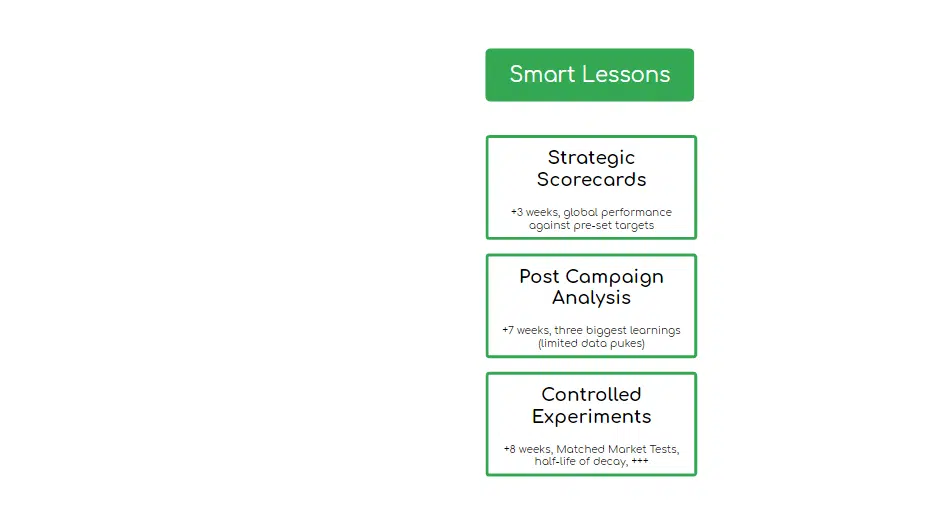 Smart Lessons
Strategic
Scorecards
+3 weeks, global performance
against pre-set targets
Post Campaign
Analysis
+7 weeks, three biggest learnings
(limited data pukes)
Controlled
Experiments
+8 weeks, Matched Market Tests,
half-life of decay, +++